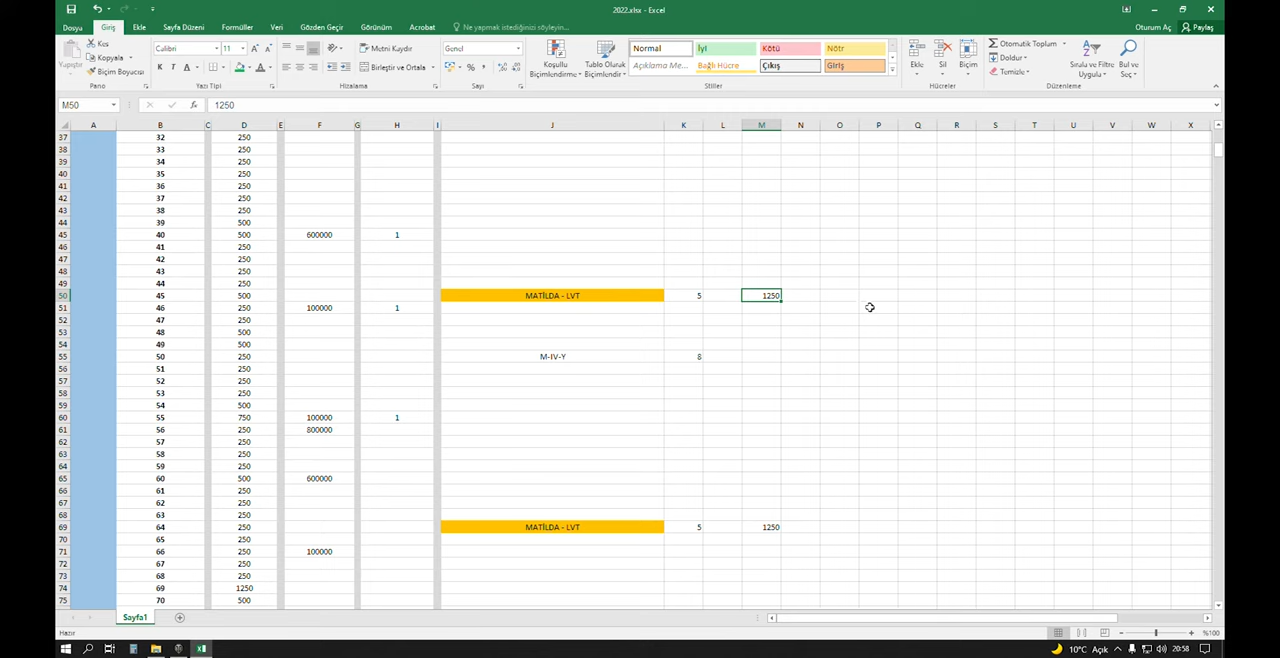 2022.xlsx - Excel
Dosya Giriş Ekle Sayfa Düzeni Formüller Veri Gözden Geçir Görünüm Acrobat Ne yapmak istediğinizi söyleyin... Oturum Aç Paylaş
Yapıştır
Kes
Kopyala
Biçim Boyacısı
Pano
Calibri 11
K T A
Yazı Tipi
Metni Kaydır
Birleştir ve Ortala
Hizalama
Genel
%
Sayı
Koşullu Biçimlendirme
Tablo Olarak Biçimlendir
Normal İyi Kötü Nötr
Açıklama Me... Bağlı Hücre Çıkış Giriş
Stiller
Ekle Sil Biçim
Hücreler
Otomatik Toplam
Doldur
Temizle
Sırala ve Filtre Uygula
Bul ve Seç
Düzenleme
M50 fx 1250
A B C D E F G H I J K L M N O P Q R S T U V W X
37 32 250
38 33 250
39 34 250
40 35 250
41 36 250
42 37 250
43 38 250
44 39 500
45 40 500 600000 1
46 41 250
47 42 250
48 43 250
49 44 250
50 45 500 MATİLDA - LVT 5 1250
51 46 250 100000 1
52 47 250
53 48 500
54 49 500
55 50 250 M-IV-Y 8
56 51 250
57 52 250
58 53 250
59 54 500
60 55 750 100000 1
61 56 250 800000
62 57 250
63 58 250
64 59 250
65 60 500 600000
66 61 250
67 62 250
68 63 250
69 64 250 MATİLDA - LVT 5 1250
70 65 250
71 66 250 100000
72 67 250
73 68 250
74 69 1250
75 70 500
Sayfa1
Hazır %100
10°C Açık 20:58